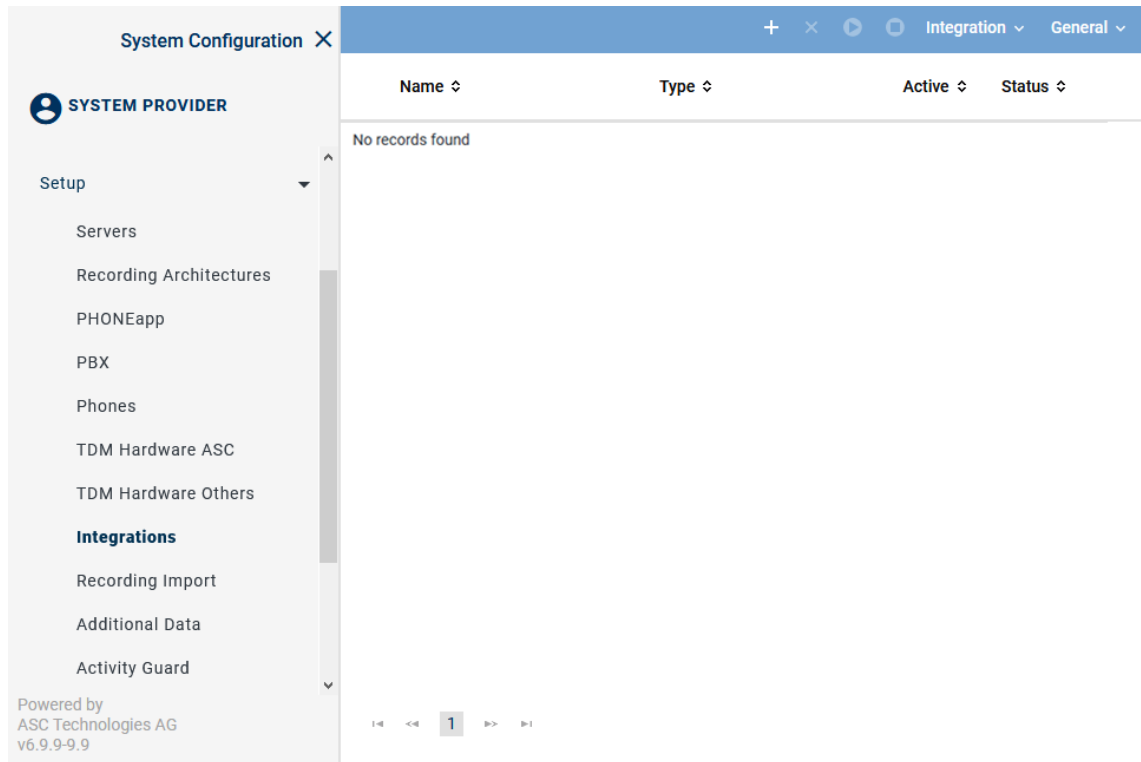 System Configuration
SYSTEM PROVIDER
Setup
Servers
Recording Architectures
PHONEapp
PBX
Phones
TDM Hardware ASC
TDM Hardware Others
Integrations
Recording Import
Additional Data
Activity Guard
Powered by
ASC Technologies AG
v6.9.9-9.9
Integration General
Name Type Active Status
No records found
1